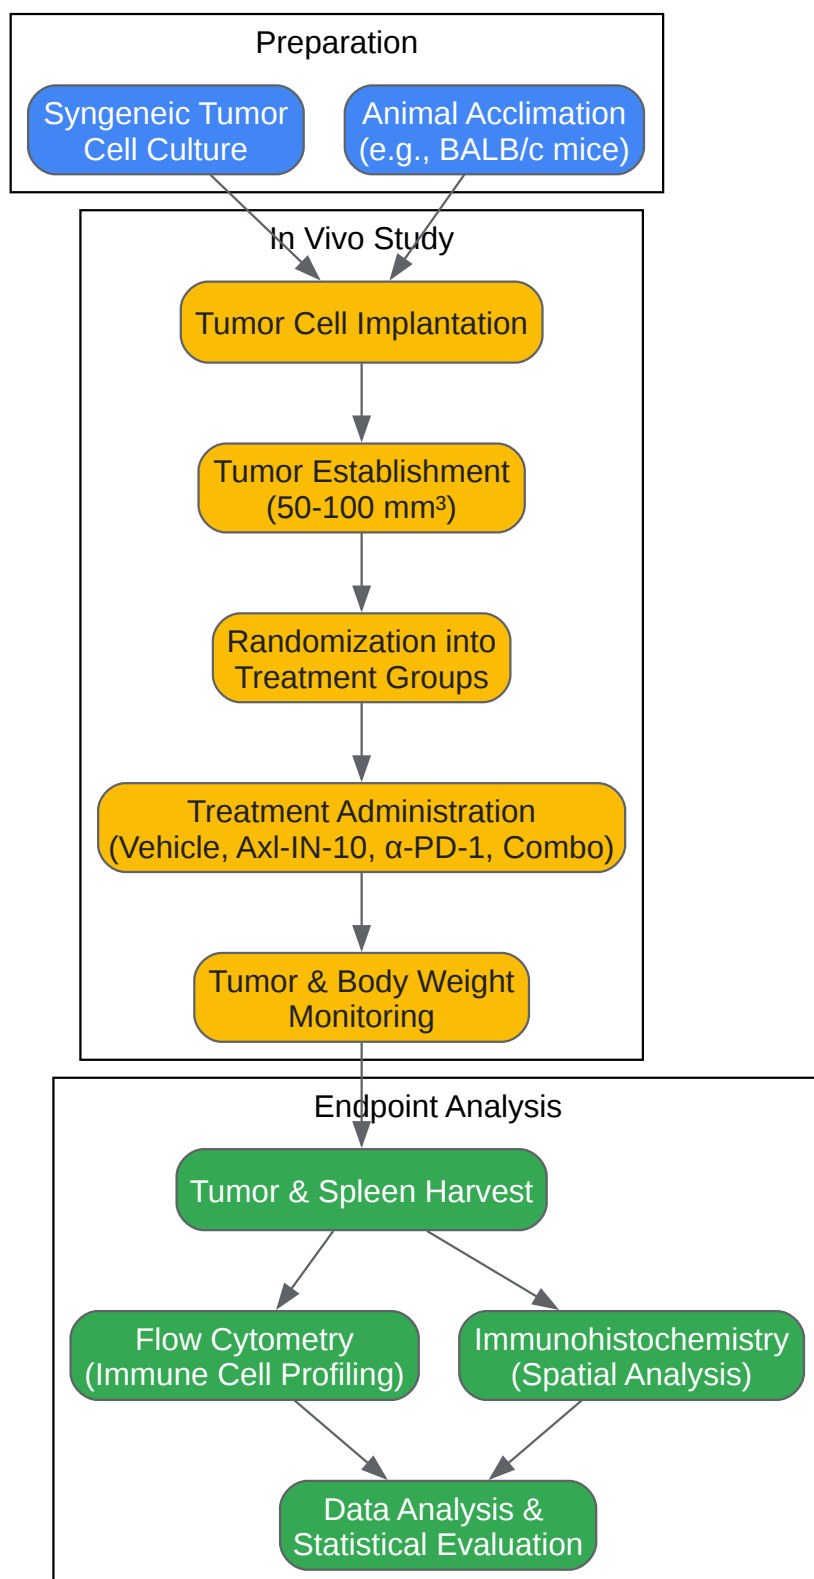 Preparation
Syngeneic Tumor
Cell Culture
Animal Acclimation
(e.g., BALB/c mice)
In Vivo Study
Tumor Cell Implantation
Tumor Establishment
(50-100 mm³)
Randomization into
Treatment Groups
Treatment Administration
(Vehicle, Axl-IN-10, α-PD-1, Combo)
Tumor & Body Weight
Monitoring
Endpoint Analysis
Tumor & Spleen Harvest
Flow Cytometry
(Immune Cell Profiling)
Immunohistochemistry
(Spatial Analysis)
Data Analysis &
Statistical Evaluation